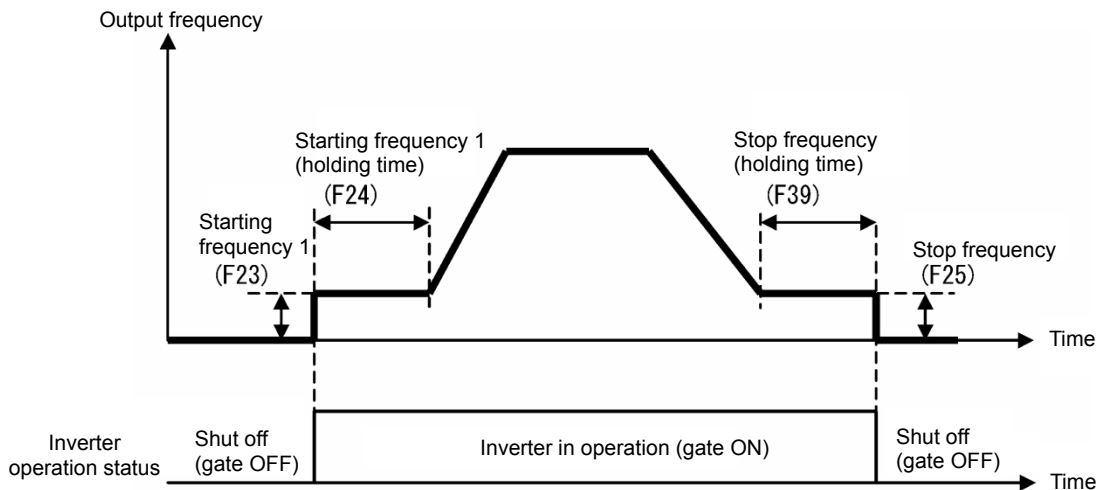 Output frequency
Starting frequency 1
(holding time)
(F24)
Stop frequency
(holding time)
(F39)
Starting
frequency 1
(F23)
Stop frequency
(F25)
Time
Inverter
operation status
Shut off
(gate OFF)
Inverter in operation (gate ON)
Shut off
(gate OFF)
Time